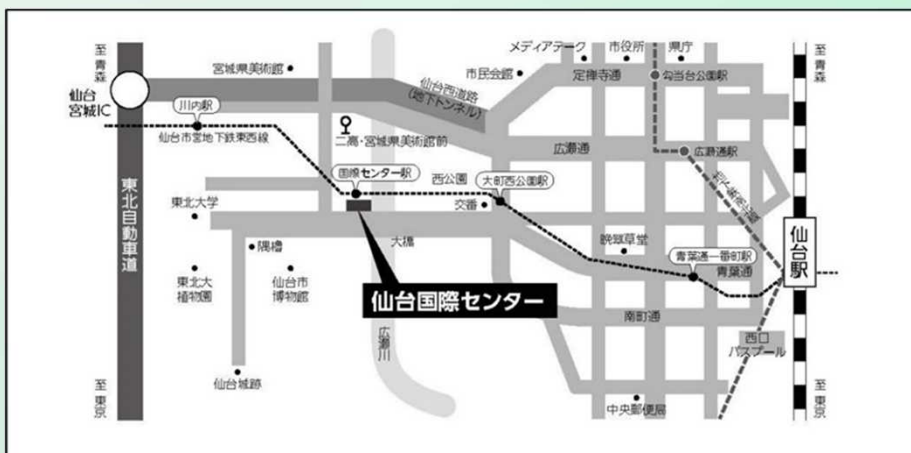 至 青森
仙台
宮城IC
東北自動車道
至 東京
宮城県美術館
川内駅
仙台市営地下鉄東西線
仙台西道路
(地下トンネル)
二高・宮城県美術館前
国際センター駅
西公園
大町西公園駅
交番
東北大学
隅櫓
大橋
東北大
植物園
仙台市
博物館
仙台国際センター
仙台城跡
広瀬川
メディアテーク
市役所
県庁
市民会館
定禅寺通
勾当台公園駅
広瀬通
広瀬通駅
晩翠草堂
青葉通一番町駅
青葉通
仙台駅
南町通
西口
バスプール
中央郵便局
至 青森
至 東京